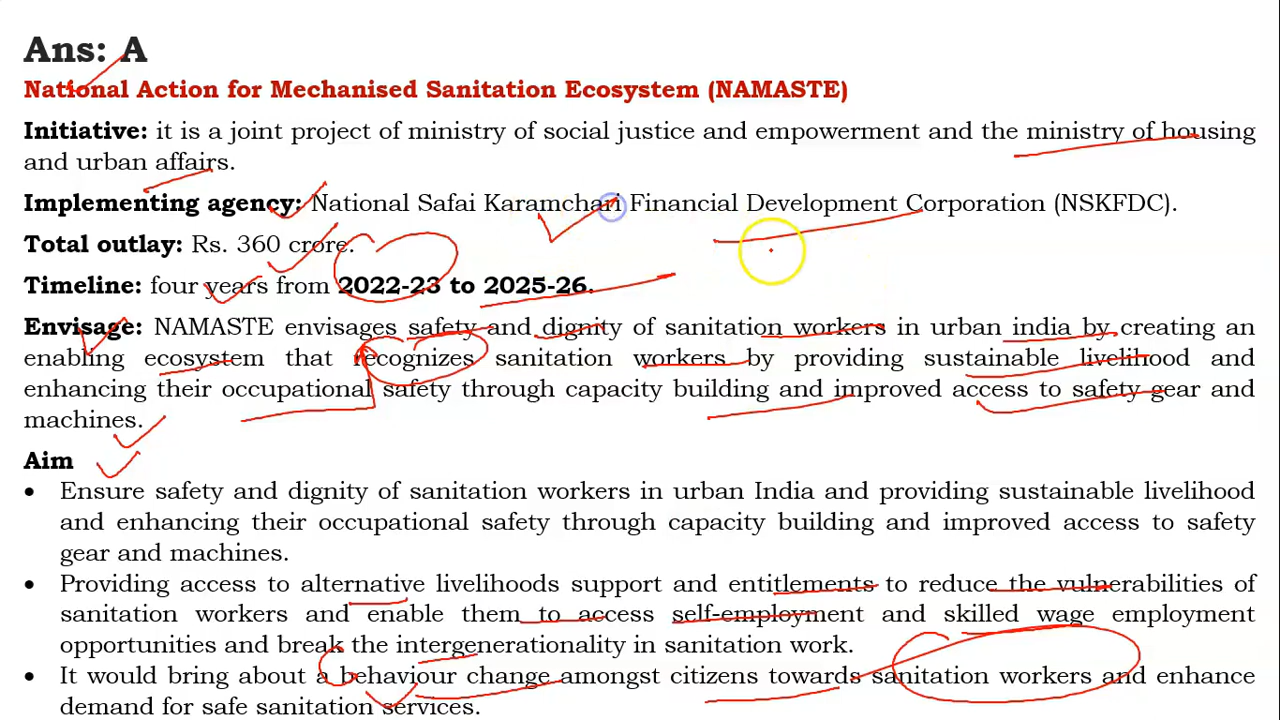 Ans: A
National Action for Mechanised Sanitation Ecosystem (NAMASTE)
Initiative: it is a joint project of ministry of social justice and empowerment and the ministry of housing
and urban affairs.
Implementing agency: National Safai Karamchari Financial Development Corporation (NSKFDC).
Total outlay: Rs. 360 crore.
Timeline: four years from 2022-23 to 2025-26.
Envisage: NAMASTE envisages safety and dignity of sanitation workers in urban india by creating an
enabling ecosystem that recognizes sanitation workers by providing sustainable livelihood and
enhancing their occupational safety through capacity building and improved access to safety gear and
machines.
Aim
• Ensure safety and dignity of sanitation workers in urban India and providing sustainable livelihood
and enhancing their occupational safety through capacity building and improved access to safety
gear and machines.
• Providing access to alternative livelihoods support and entitlements to reduce the vulnerabilities of
sanitation workers and enable them to access self-employment and skilled wage employment
opportunities and break the intergenerationality in sanitation work.
• It would bring about a behaviour change amongst citizens towards sanitation workers and enhance
demand for safe sanitation services.